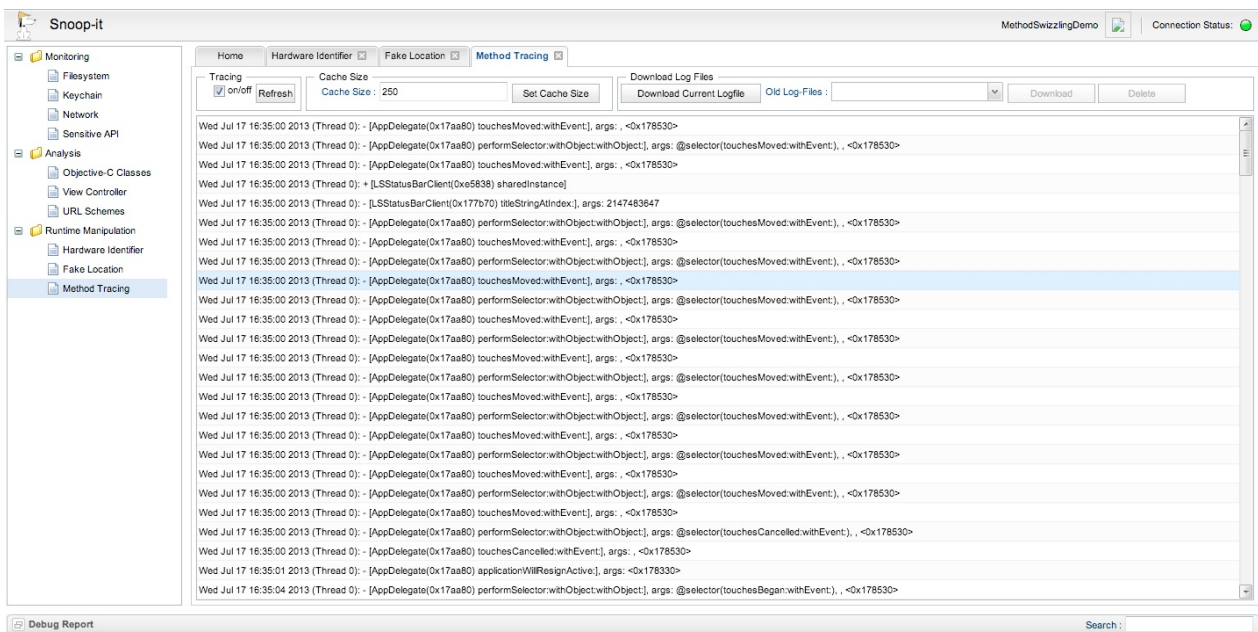 Snoop-it
MethodSwizzlingDemo
Connection Status:
Monitoring
Filesystem
Keychain
Network
Sensitive API
Analysis
Objective-C Classes
View Controller
URL Schemes
Runtime Manipulation
Hardware Identifier
Fake Location
Method Tracing
Home Hardware Identifier Fake Location Method Tracing
Tracing Cache Size Download Log Files
on/off Refresh Cache Size : 250 Set Cache Size Download Current Logfile Old Log-Files : Download Delete
Wed Jul 17 16:35:00 2013 (Thread 0): - [AppDelegate(0x17aa80) touchesMoved:withEvent:], args: , <0x178530>
Wed Jul 17 16:35:00 2013 (Thread 0): - [AppDelegate(0x17aa80) performSelector:withObject:withObject:], args: @selector(touchesMoved:withEvent:), , <0x178530>
Wed Jul 17 16:35:00 2013 (Thread 0): - [AppDelegate(0x17aa80) touchesMoved:withEvent:], args: , <0x178530>
Wed Jul 17 16:35:00 2013 (Thread 0): + [LSStatusBarClient(0xe5838) sharedInstance]
Wed Jul 17 16:35:00 2013 (Thread 0): - [LSStatusBarClient(0x177b70) titleStringAtIndex:], args: 2147483647
Wed Jul 17 16:35:00 2013 (Thread 0): - [AppDelegate(0x17aa80) performSelector:withObject:withObject:], args: @selector(touchesMoved:withEvent:), , <0x178530>
Wed Jul 17 16:35:00 2013 (Thread 0): - [AppDelegate(0x17aa80) touchesMoved:withEvent:], args: , <0x178530>
Wed Jul 17 16:35:00 2013 (Thread 0): - [AppDelegate(0x17aa80) performSelector:withObject:withObject:], args: @selector(touchesMoved:withEvent:), , <0x178530>
Wed Jul 17 16:35:00 2013 (Thread 0): - [AppDelegate(0x17aa80) touchesMoved:withEvent:], args: , <0x178530>
Wed Jul 17 16:35:00 2013 (Thread 0): - [AppDelegate(0x17aa80) performSelector:withObject:withObject:], args: @selector(touchesMoved:withEvent:), , <0x178530>
Wed Jul 17 16:35:00 2013 (Thread 0): - [AppDelegate(0x17aa80) touchesMoved:withEvent:], args: , <0x178530>
Wed Jul 17 16:35:00 2013 (Thread 0): - [AppDelegate(0x17aa80) performSelector:withObject:withObject:], args: @selector(touchesMoved:withEvent:), , <0x178530>
Wed Jul 17 16:35:00 2013 (Thread 0): - [AppDelegate(0x17aa80) touchesMoved:withEvent:], args: , <0x178530>
Wed Jul 17 16:35:00 2013 (Thread 0): - [AppDelegate(0x17aa80) performSelector:withObject:withObject:], args: @selector(touchesMoved:withEvent:), , <0x178530>
Wed Jul 17 16:35:00 2013 (Thread 0): - [AppDelegate(0x17aa80) touchesMoved:withEvent:], args: , <0x178530>
Wed Jul 17 16:35:00 2013 (Thread 0): - [AppDelegate(0x17aa80) performSelector:withObject:withObject:], args: @selector(touchesMoved:withEvent:), , <0x178530>
Wed Jul 17 16:35:00 2013 (Thread 0): - [AppDelegate(0x17aa80) touchesMoved:withEvent:], args: , <0x178530>
Wed Jul 17 16:35:00 2013 (Thread 0): - [AppDelegate(0x17aa80) performSelector:withObject:withObject:], args: @selector(touchesMoved:withEvent:), , <0x178530>
Wed Jul 17 16:35:00 2013 (Thread 0): - [AppDelegate(0x17aa80) touchesMoved:withEvent:], args: , <0x178530>
Wed Jul 17 16:35:00 2013 (Thread 0): - [AppDelegate(0x17aa80) performSelector:withObject:withObject:], args: @selector(touchesMoved:withEvent:), , <0x178530>
Wed Jul 17 16:35:00 2013 (Thread 0): - [AppDelegate(0x17aa80) touchesMoved:withEvent:], args: , <0x178530>
Wed Jul 17 16:35:00 2013 (Thread 0): - [AppDelegate(0x17aa80) performSelector:withObject:withObject:], args: @selector(touchesCancelled:withEvent:), , <0x178530>
Wed Jul 17 16:35:00 2013 (Thread 0): - [AppDelegate(0x17aa80) touchesCancelled:withEvent:], args: , <0x178530>
Wed Jul 17 16:35:01 2013 (Thread 0): - [AppDelegate(0x17aa80) applicationWillResignActive:], args: <0x178330>
Wed Jul 17 16:35:04 2013 (Thread 0): - [AppDelegate(0x17aa80) performSelector:withObject:withObject:], args: @selector(touchesBegan:withEvent:), , <0x178530>
Debug Report
Search :